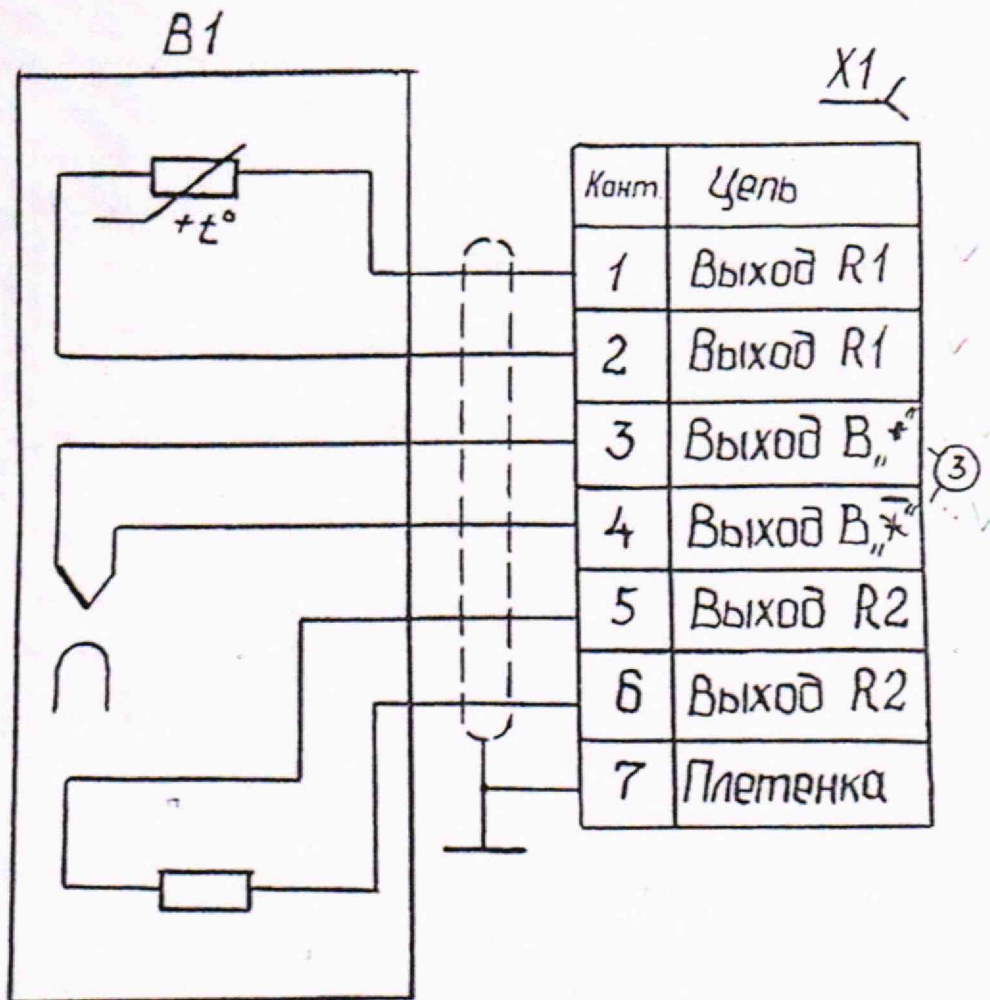 В1
X1
+t°
Конт. Цепь
1 Выход R1
2 Выход R1
3 Выход В„+“
4 Выход В„-“
3
5 Выход R2
6 Выход R2
7 Плетенка